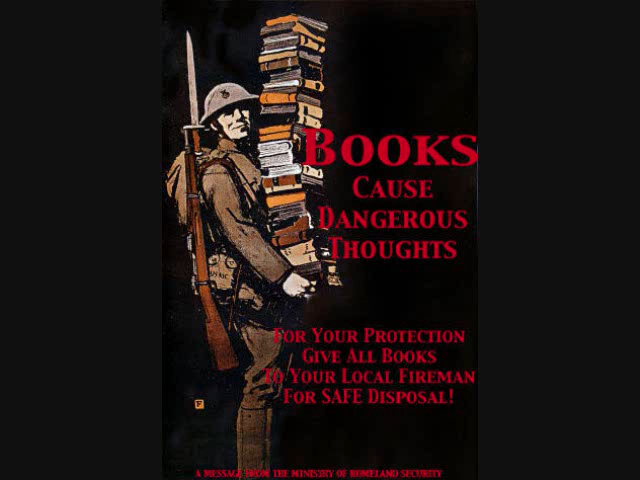 BOOKS
CAUSE
DANGEROUS
THOUGHTS
FOR YOUR PROTECTION
GIVE ALL BOOKS
TO YOUR LOCAL FIREMAN
FOR SAFE DISPOSAL!
A MESSAGE FROM THE MINISTRY OF HOMELAND SECURITY
F